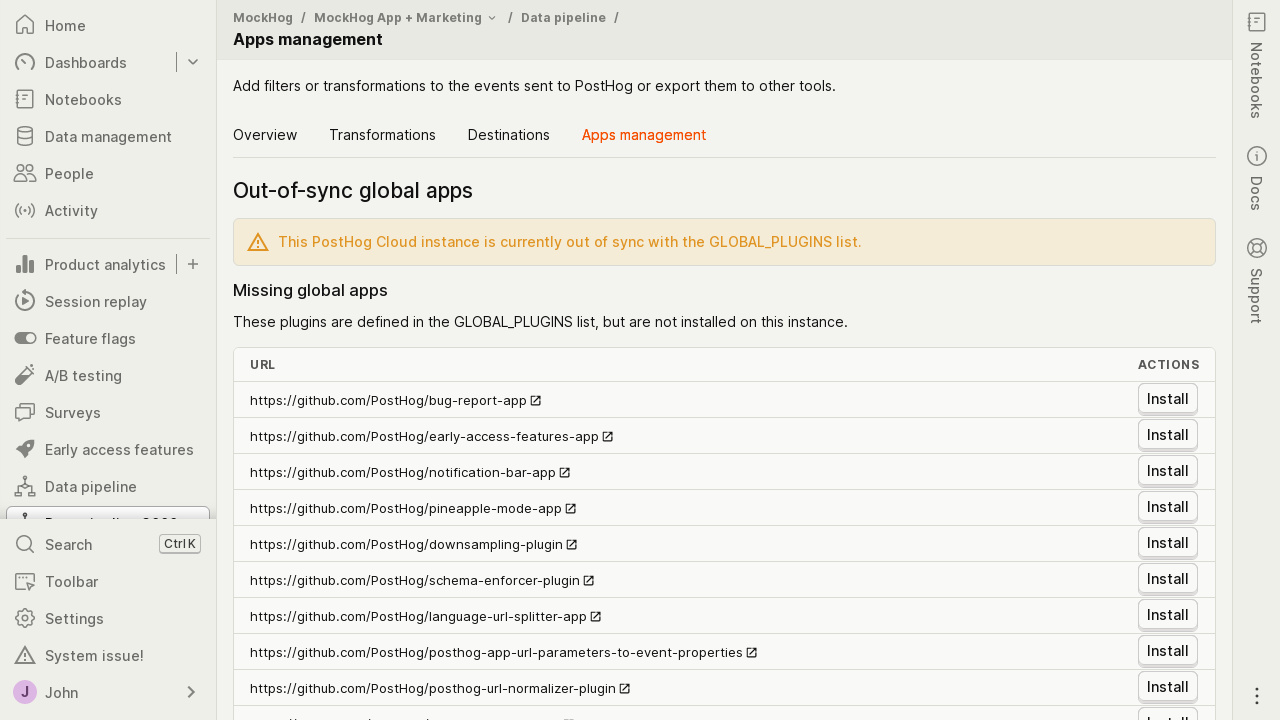 Home
Dashboards
Notebooks
Data management
People
Activity
Product analytics
Session replay
Feature flags
A/B testing
Surveys
Early access features
Data pipeline
Search Ctrl K
Toolbar
Settings
System issue!
J John
MockHog / MockHog App + Marketing / Data pipeline /
Apps management
Add filters or transformations to the events sent to PostHog or export them to other tools.
Overview Transformations Destinations Apps management
Out-of-sync global apps
This PostHog Cloud instance is currently out of sync with the GLOBAL_PLUGINS list.
Missing global apps
These plugins are defined in the GLOBAL_PLUGINS list, but are not installed on this instance.
URL ACTIONS
https://github.com/PostHog/bug-report-app Install
https://github.com/PostHog/early-access-features-app Install
https://github.com/PostHog/notification-bar-app Install
https://github.com/PostHog/pineapple-mode-app Install
https://github.com/PostHog/downsampling-plugin Install
https://github.com/PostHog/schema-enforcer-plugin Install
https://github.com/PostHog/language-url-splitter-app Install
https://github.com/PostHog/posthog-app-url-parameters-to-event-properties Install
https://github.com/PostHog/posthog-url-normalizer-plugin Install
Notebooks
Docs
Support